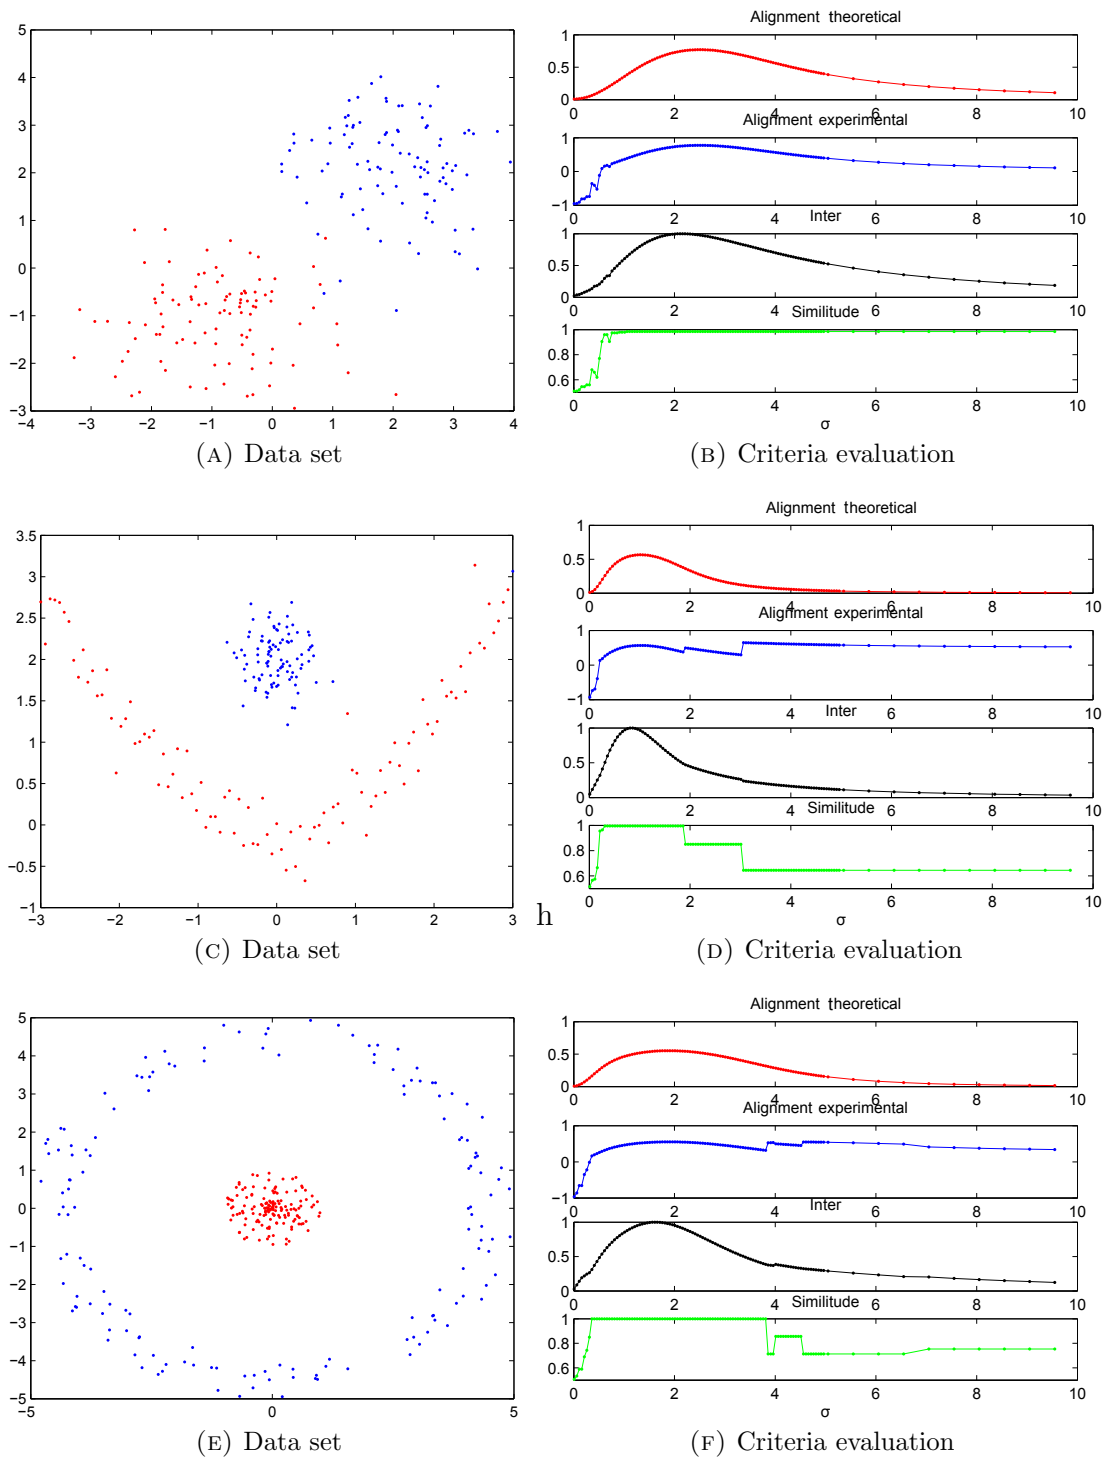 Alignment theoretical
5
4
3
2
1
0
−1
−2
−3
−4 −3 −2 −1 0 1 2 3 4
1
0.5
0
0 2 4 6 8 10
Alignment experimental
1
0
−1
0 2 4 6 8 10
Inter
1
0.5
0
0 2 4 6 8 10
Similitude
1
0.8
0.6
0 2 4 6 8 10
σ
(A) Data set
(B) Criteria evaluation
3.5
3
2.5
2
1.5
1
0.5
0
−0.5
−1
−3 −2 −1 0 1 2 3
Alignment theoretical
1
0.5
0
0 2 4 6 8 10
Alignment experimental
1
0
−1
0 2 4 6 8 10
Inter
1
0.5
0
0 2 4 6 8 10
Similitude
1
0.8
0.6
0 2 4 6 8 10
σ
h
(C) Data set
(D) Criteria evaluation
5
4
3
2
1
0
−1
−2
−3
−4
−5
−5 0 5
Alignment theoretical
1
0.5
0
0 2 4 6 8 10
Alignment experimental
1
0
−1
0 2 4 6 8 10
Inter
1
0.5
0
0 2 4 6 8 10
Similitude
1
0.8
0.6
0 2 4 6 8 10
σ
(E) Data set
(F) Criteria evaluation